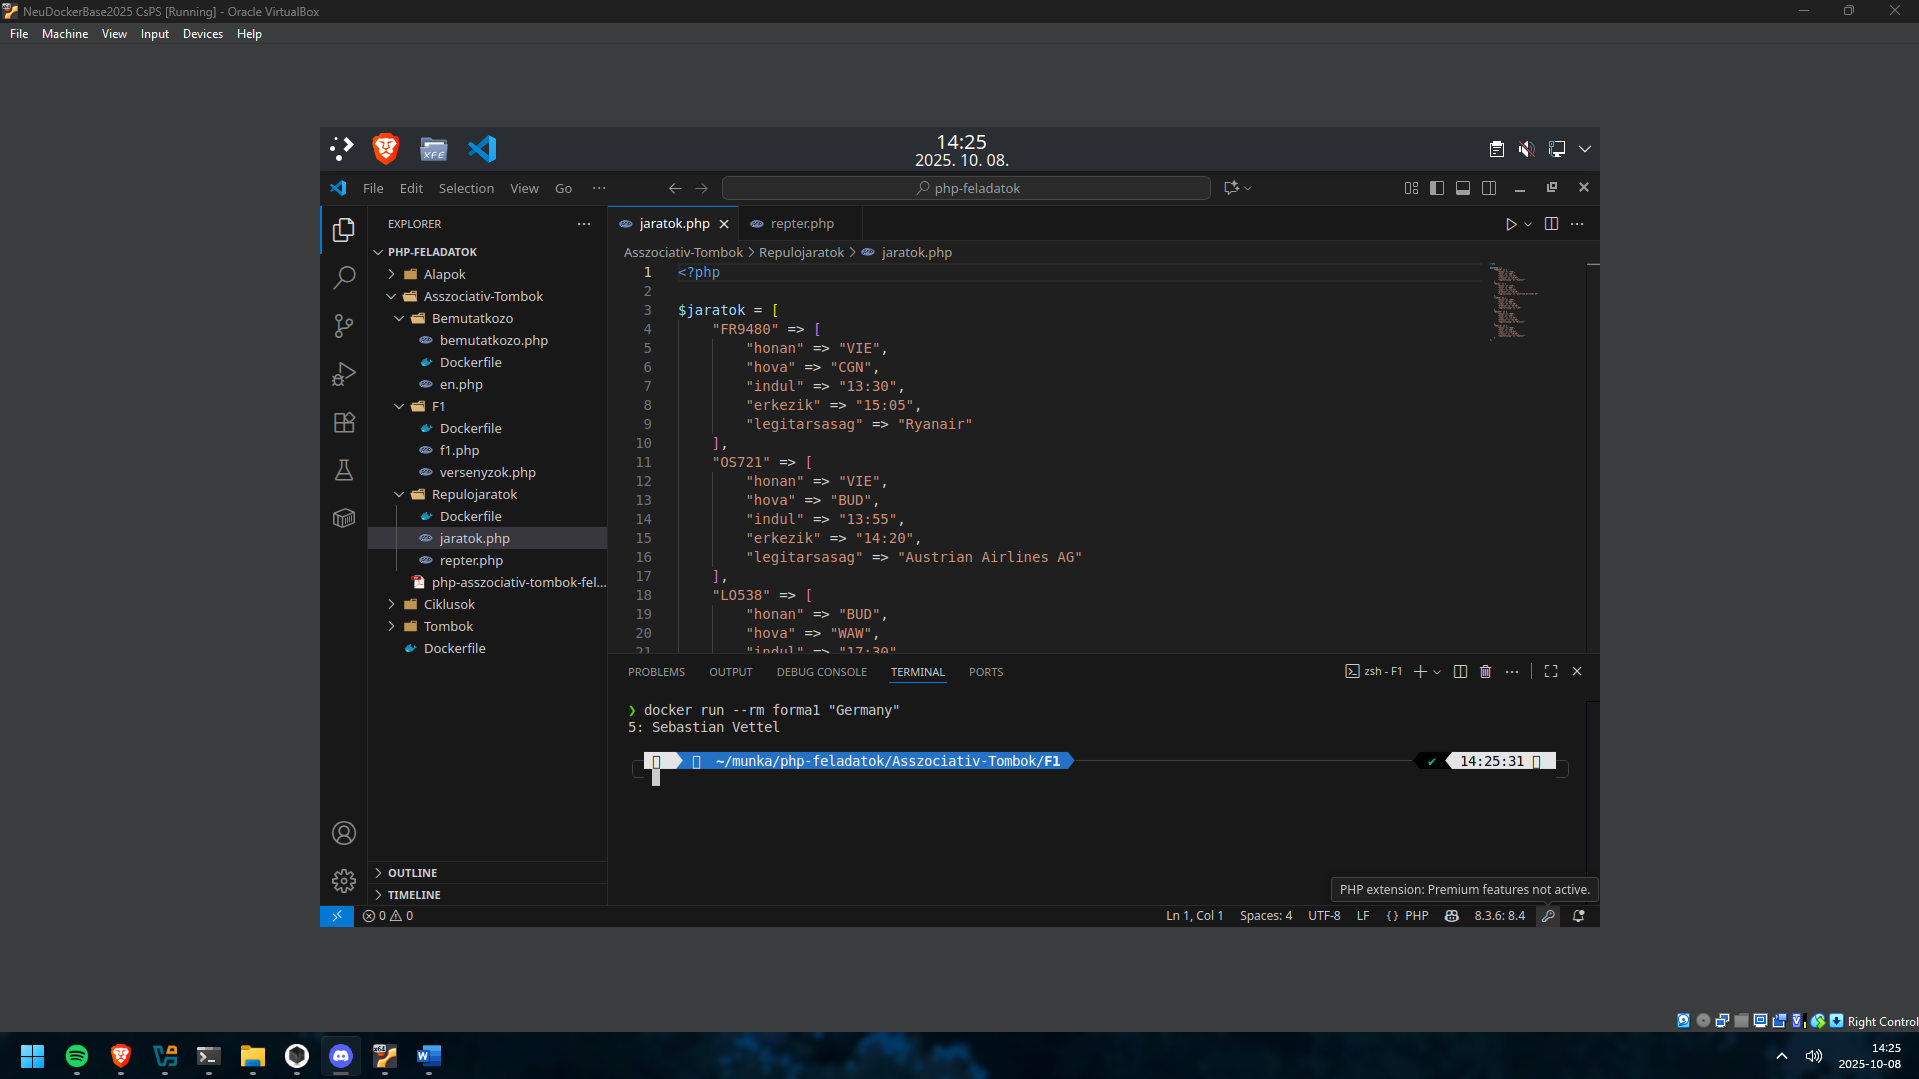 NeuDockerBase2025 CsPS [Running] - Oracle VirtualBox
File Machine View Input Devices Help
14:25
2025. 10. 08.
File Edit Selection View Go ···
php-feladatok
EXPLORER
jaratok.php
repter.php
PHP-FELADATOK
Alapok
Asszociativ-Tombok
Bemutatkozo
bemutatkozo.php
Dockerfile
en.php
F1
Dockerfile
f1.php
versenyzok.php
Repulojaratok
Dockerfile
jaratok.php
repter.php
php-asszociativ-tombok-fel...
Ciklusok
Tombok
Dockerfile
OUTLINE
TIMELINE
Asszociativ-Tombok > Repulojaratok > jaratok.php
1 <?php
2
3 $jaratok = [
4 "FR9480" => [
5 "honan" => "VIE",
6 "hova" => "CGN",
7 "indul" => "13:30",
8 "erkezik" => "15:05",
9 "legitarsasag" => "Ryanair"
10 ],
11 "OS721" => [
12 "honan" => "VIE",
13 "hova" => "BUD",
14 "indul" => "13:55",
15 "erkezik" => "14:20",
16 "legitarsasag" => "Austrian Airlines AG"
17 ],
18 "LO538" => [
19 "honan" => "BUD",
20 "hova" => "WAW",
21 "indul" => "17:30"
PROBLEMS OUTPUT DEBUG CONSOLE TERMINAL PORTS
zsh - F1
❯ docker run --rm forma1 "Germany"
5: Sebastian Vettel
~/munka/php-feladatok/Asszociativ-Tombok/F1
✔ 14:25:31
PHP extension: Premium features not active.
0 0
Ln 1, Col 1 Spaces: 4 UTF-8 LF {} PHP 8.3.6: 8.4
Right Control
14:25
2025-10-08